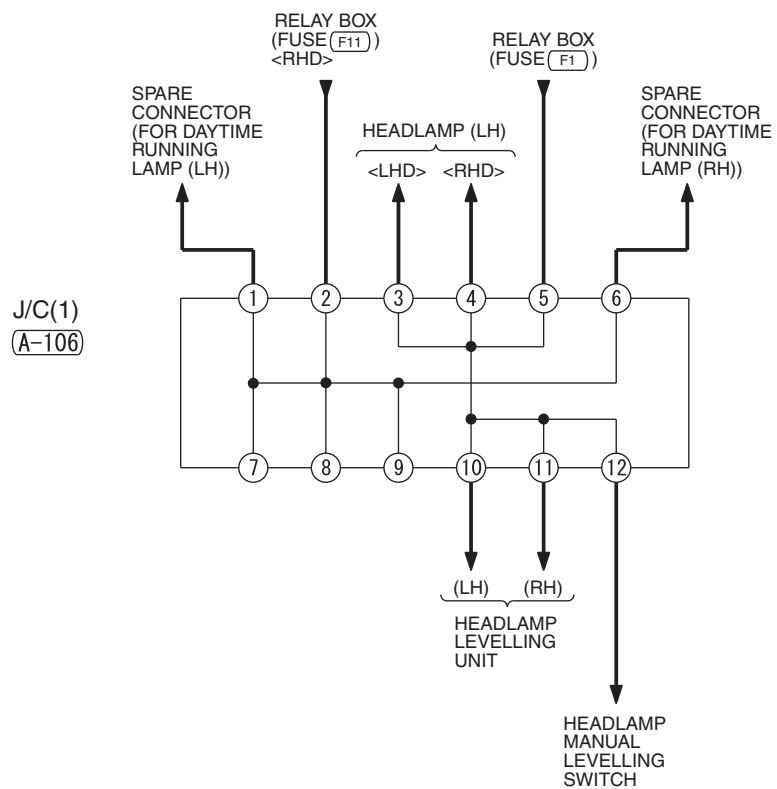 RELAY BOX
(FUSE F11 )
<RHD>
RELAY BOX
(FUSE F1 )
SPARE
CONNECTOR
(FOR DAYTIME
RUNNING
LAMP (LH))
HEADLAMP (LH)
<LHD> <RHD>
SPARE
CONNECTOR
(FOR DAYTIME
RUNNING
LAMP (RH))
J/C(1)
A-106
1 2 3 4 5 6
7 8 9 10 11 12
(LH) (RH)
HEADLAMP
LEVELLING
UNIT
HEADLAMP
MANUAL
LEVELLING
SWITCH